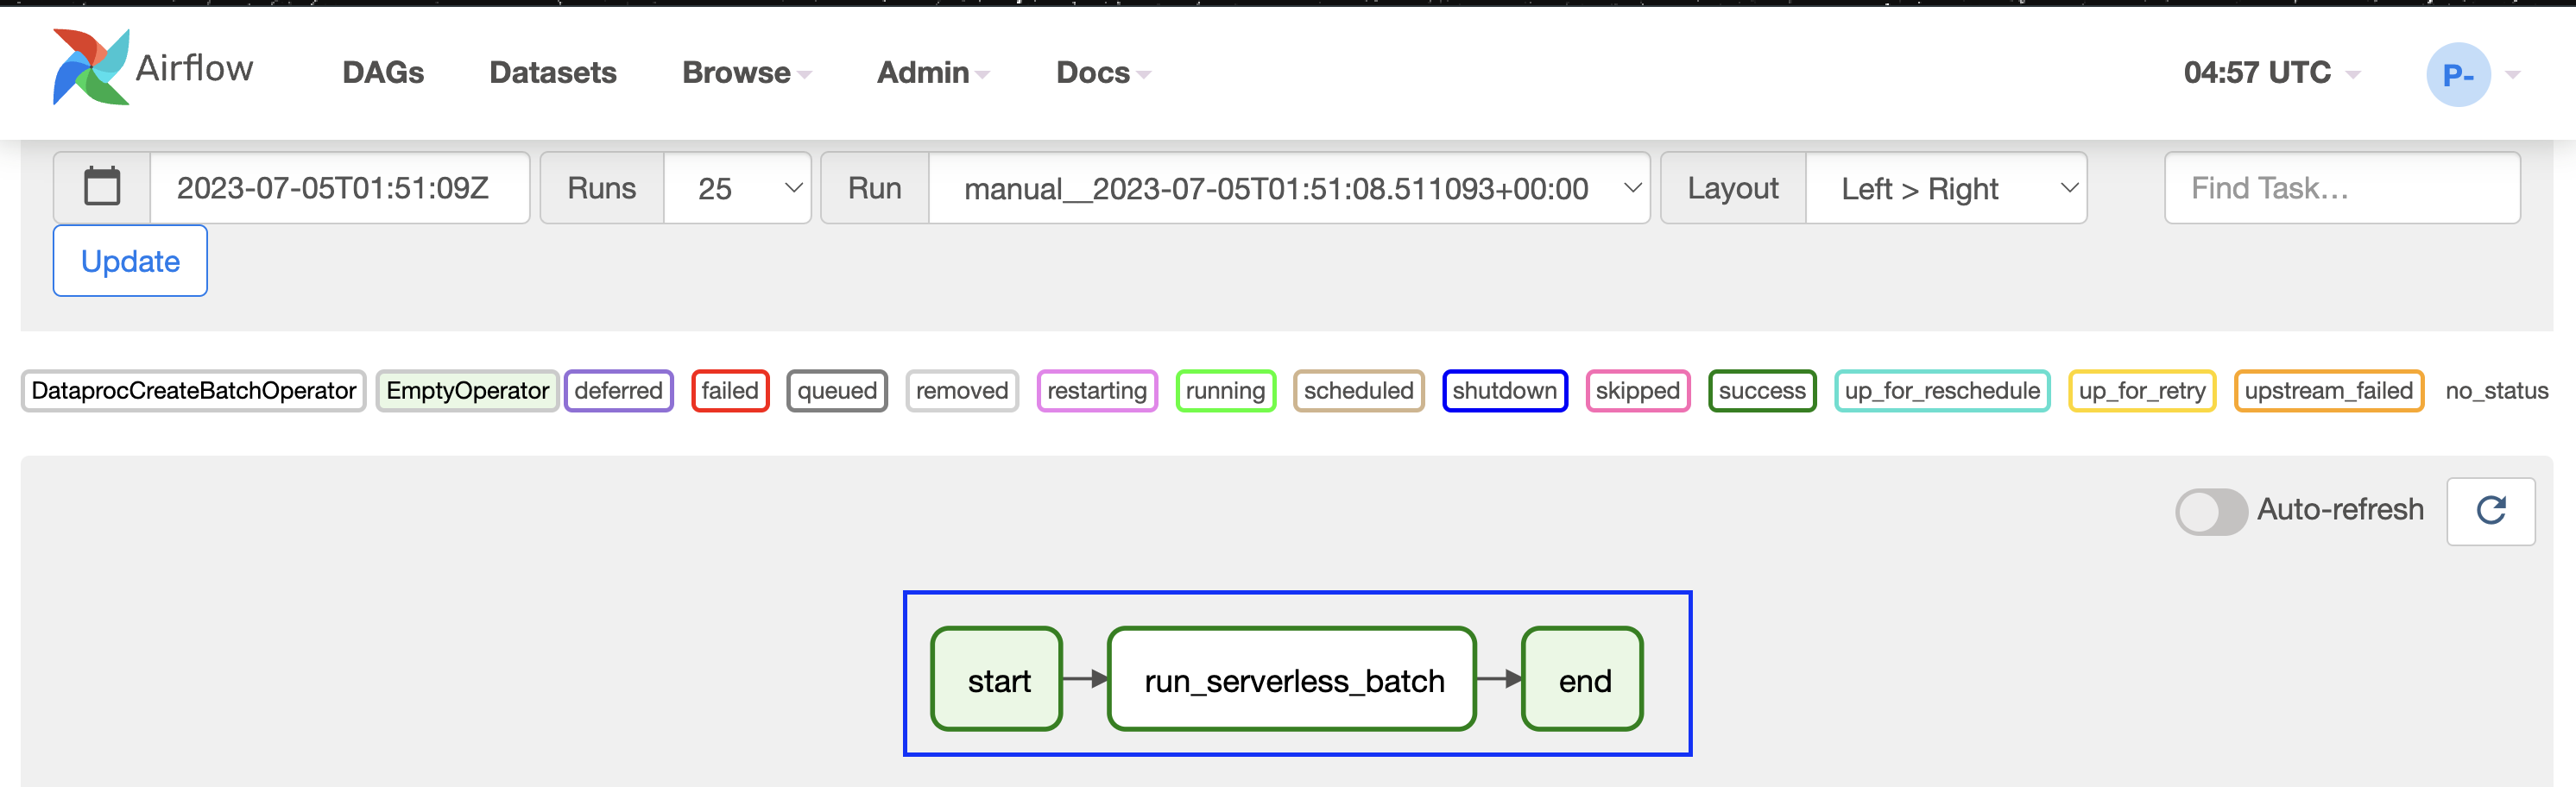 Airflow DAGs Datasets Browse Admin Docs 04:57 UTC P-
2023-07-05T01:51:09Z Runs 25 Run manual__2023-07-05T01:51:08.511093+00:00 Layout Left > Right Find Task...
Update
DataprocCreateBatchOperator EmptyOperator deferred failed queued removed restarting running scheduled shutdown skipped success up_for_reschedule up_for_retry upstream_failed no_status
Auto-refresh
start run_serverless_batch end